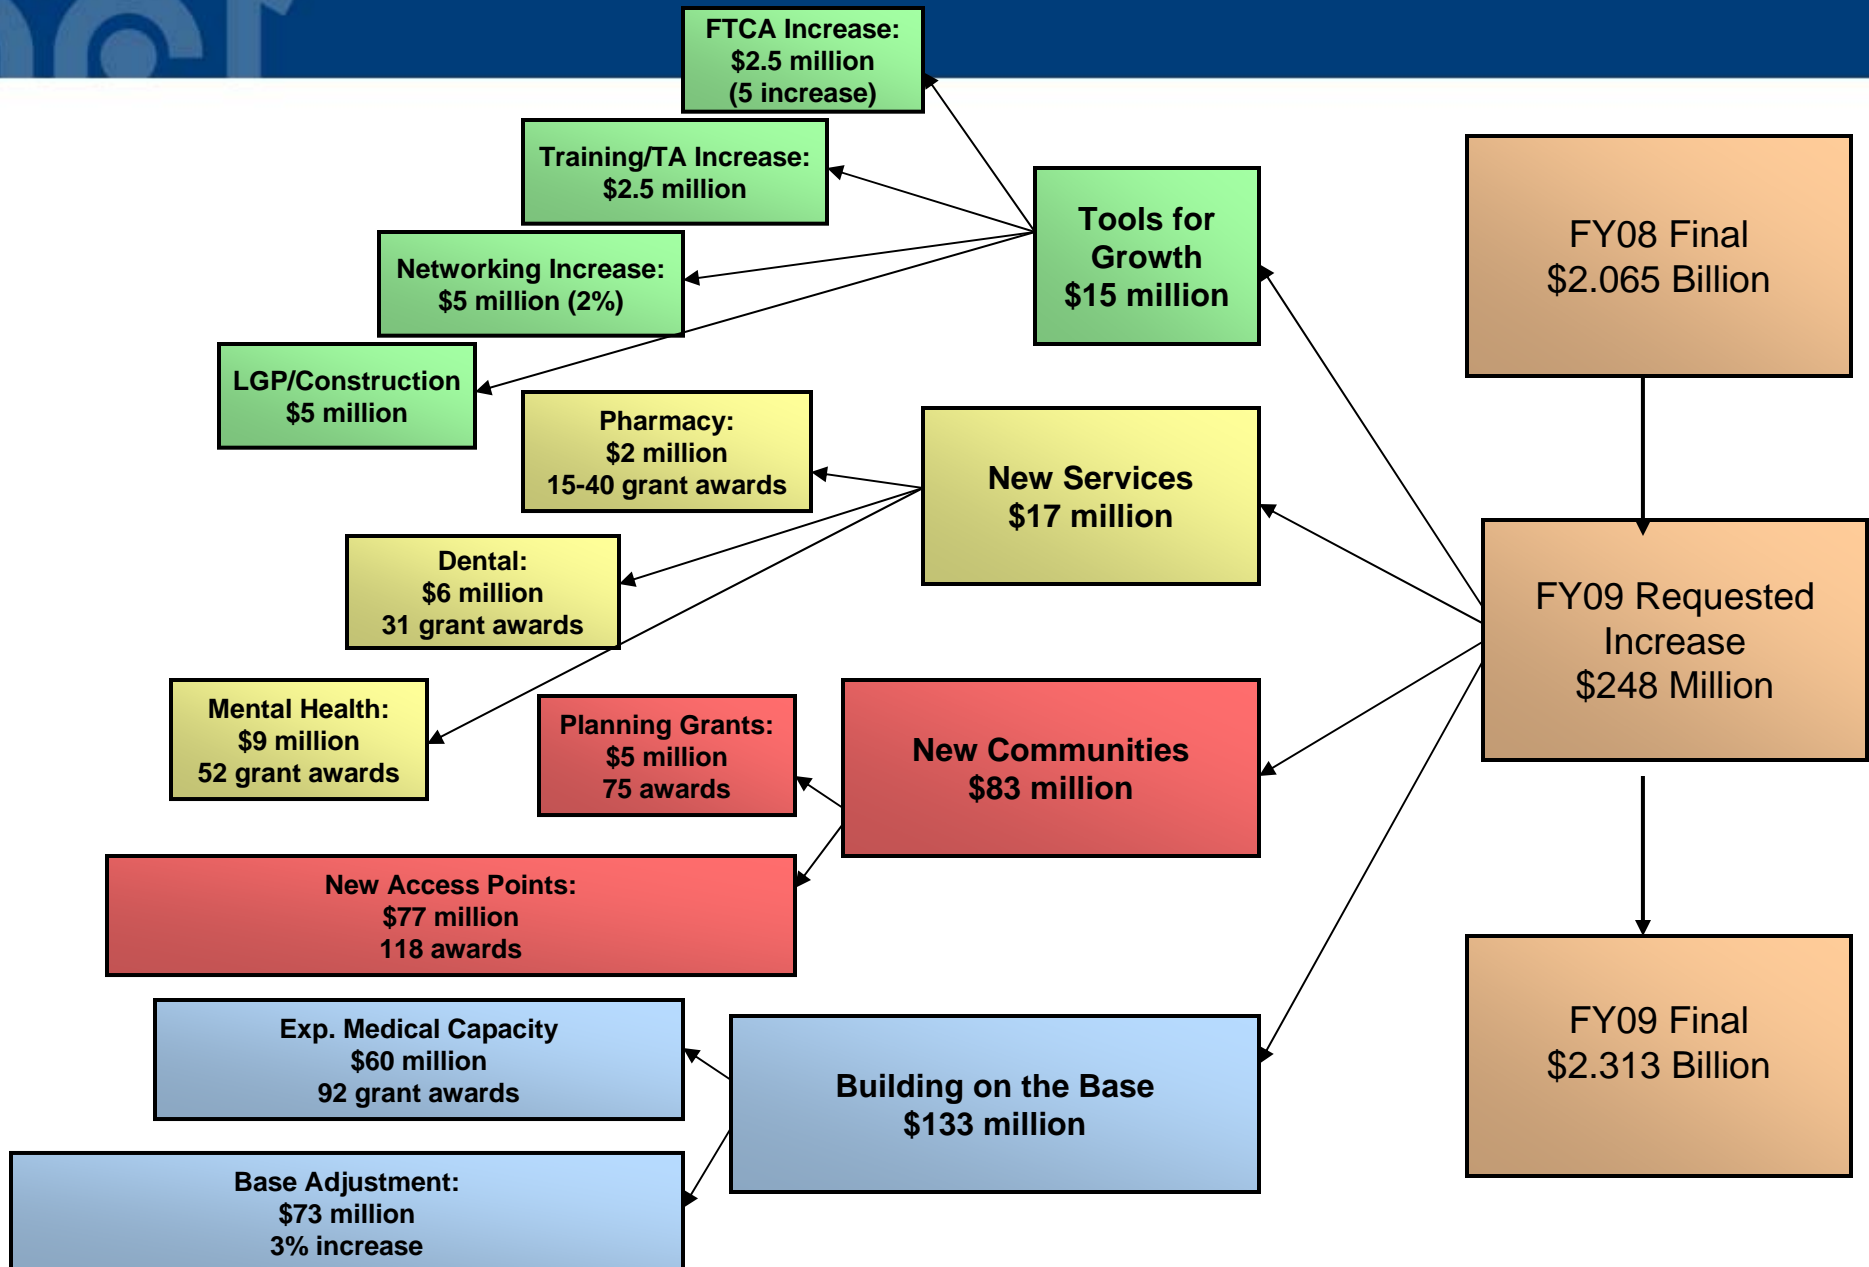 FTCA Increase:
$2.5 million
(5 increase)
Training/TA Increase:
$2.5 million
Networking Increase:
$5 million (2%)
LGP/Construction
$5 million
Tools for
Growth
$15 million
FY08 Final
$2.065 Billion
Pharmacy:
$2 million
15-40 grant awards
Dental:
$6 million
31 grant awards
Mental Health:
$9 million
52 grant awards
New Services
$17 million
FY09 Requested
Increase
$248 Million
Planning Grants:
$5 million
75 awards
New Access Points:
$77 million
118 awards
New Communities
$83 million
Exp. Medical Capacity
$60 million
92 grant awards
Base Adjustment:
$73 million
3% increase
Building on the Base
$133 million
FY09 Final
$2.313 Billion